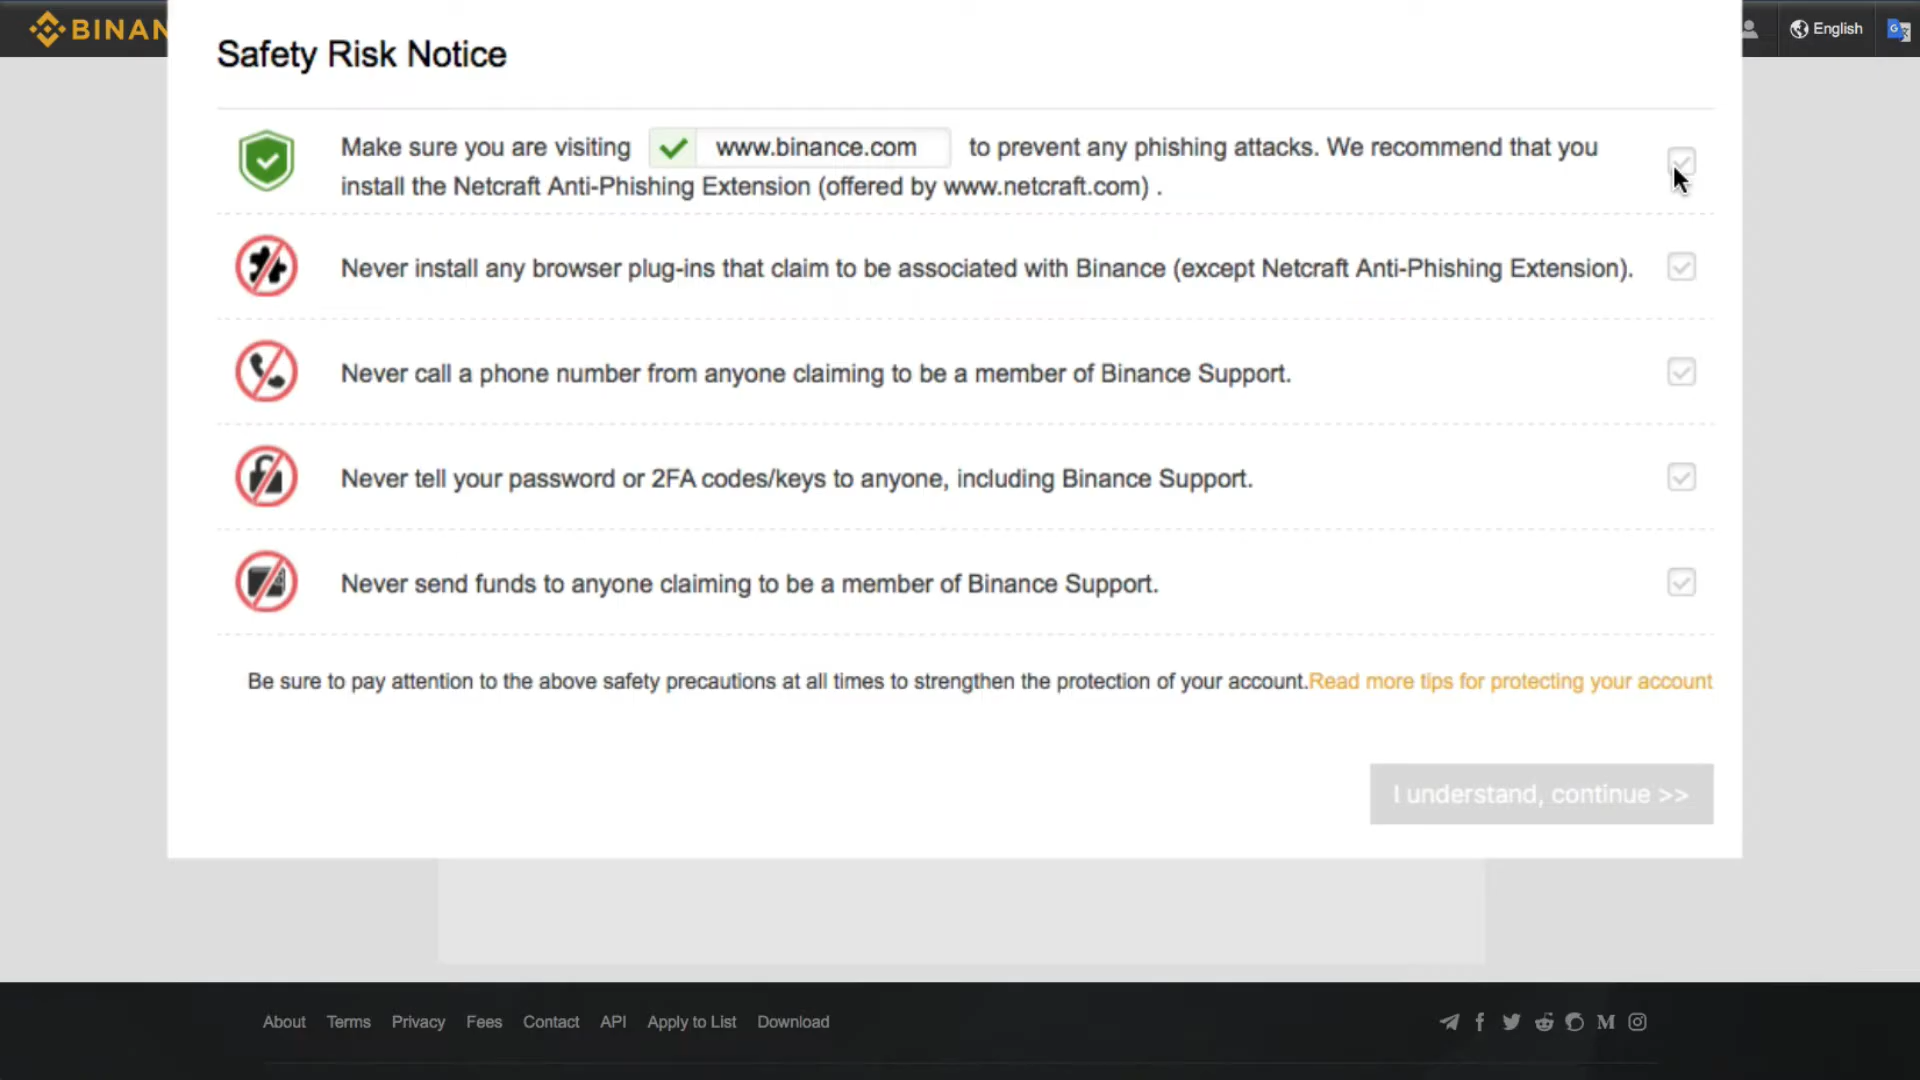 BINAN
English
Safety Risk Notice
Make sure you are visiting www.binance.com to prevent any phishing attacks. We recommend that you
install the Netcraft Anti-Phishing Extension (offered by www.netcraft.com) .
Never install any browser plug-ins that claim to be associated with Binance (except Netcraft Anti-Phishing Extension).
Never call a phone number from anyone claiming to be a member of Binance Support.
Never tell your password or 2FA codes/keys to anyone, including Binance Support.
Never send funds to anyone claiming to be a member of Binance Support.
Be sure to pay attention to the above safety precautions at all times to strengthen the protection of your account.Read more tips for protecting your account
I understand, continue >>
About Terms Privacy Fees Contact API Apply to List Download